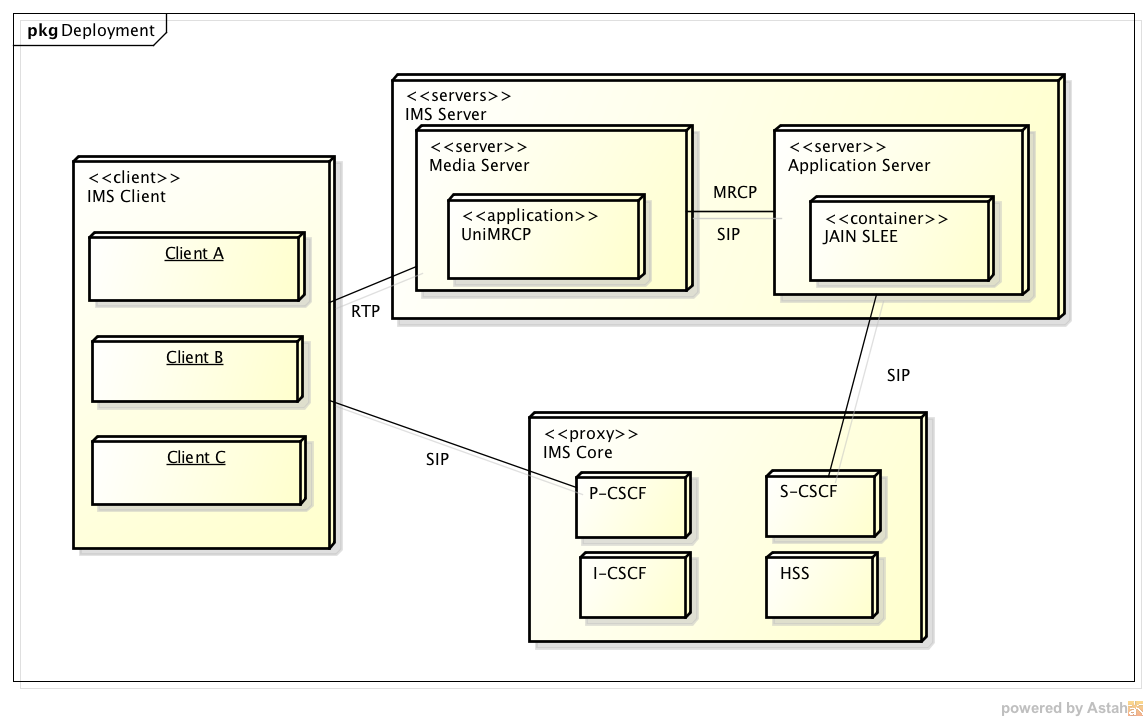 pkg Deployment
<<servers>>
IMS Server
<<server>>
Media Server
<<application>>
UniMRCP
MRCP
SIP
<<server>>
Application Server
<<container>>
JAIN SLEE
<<client>>
IMS Client
Client A
Client B
Client C
RTP
SIP
SIP
<<proxy>>
IMS Core
P-CSCF
S-CSCF
I-CSCF
HSS
powered by Astah